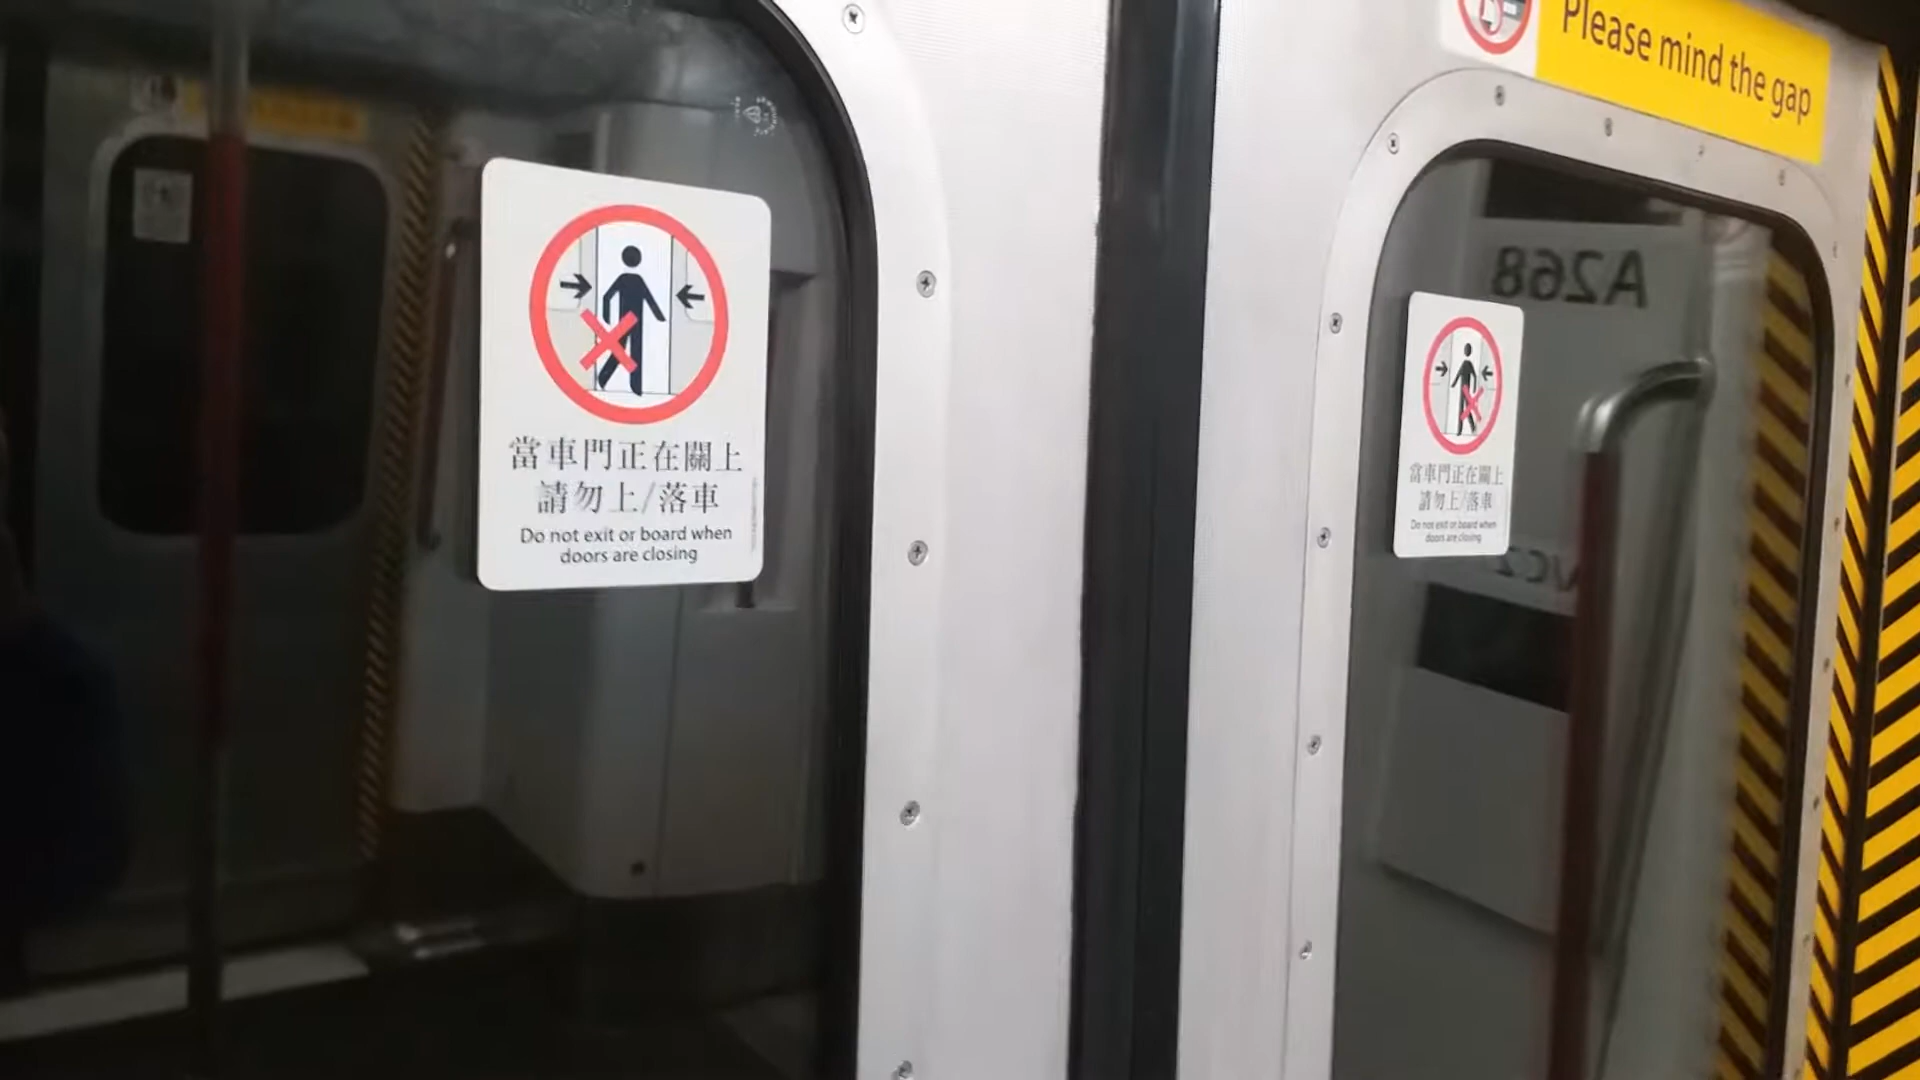 Please mind the gap
A268
當車門正在關上
請勿上/落車
Do not exit or board when
doors are closing
當車門正在關上
請勿上/落車
Do not exit or board when
doors are closing